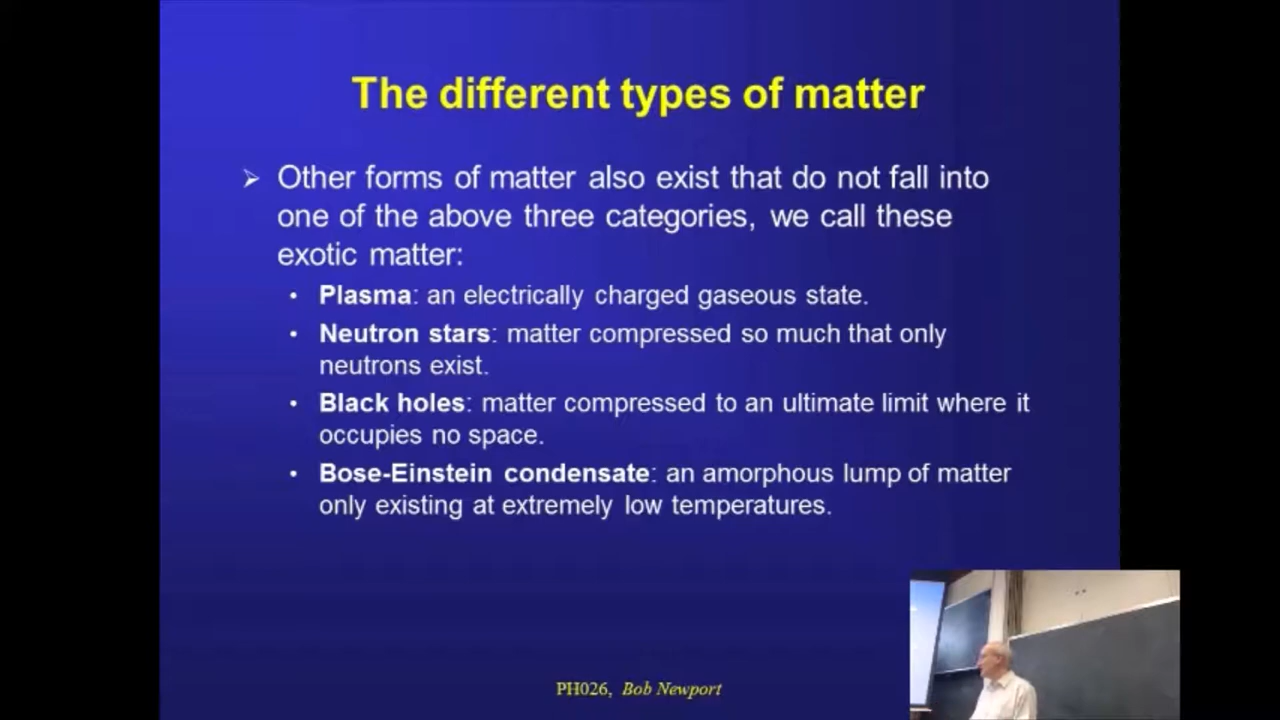 The different types of matter
➢ Other forms of matter also exist that do not fall into
one of the above three categories, we call these
exotic matter:
• Plasma: an electrically charged gaseous state.
• Neutron stars: matter compressed so much that only
neutrons exist.
• Black holes: matter compressed to an ultimate limit where it
occupies no space.
• Bose-Einstein condensate: an amorphous lump of matter
only existing at extremely low temperatures.
PH026, Bob Newport